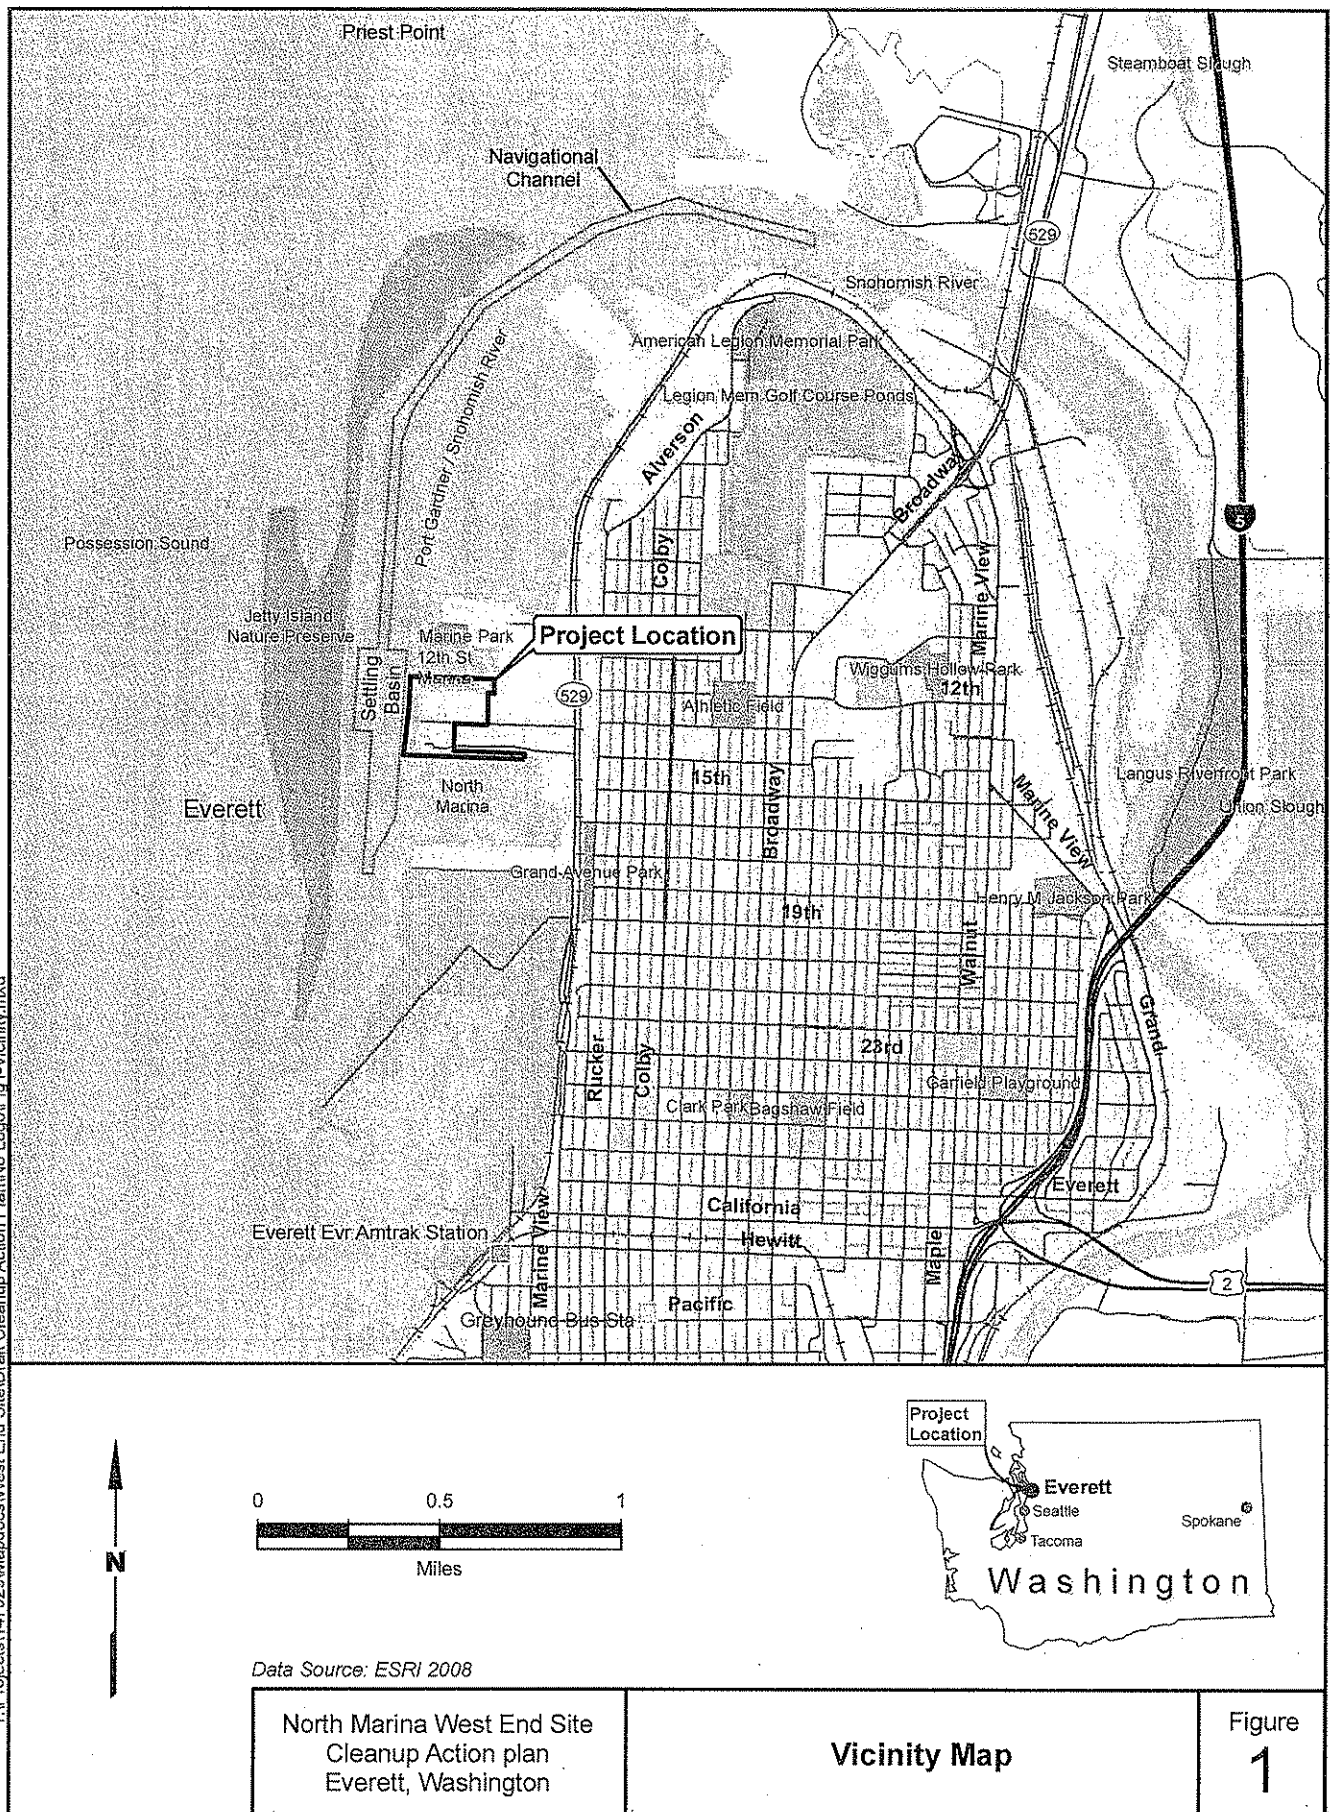 Priest Point
Steamboat Slough
Navigational
Channel
529
Snohomish River
American Legion Memorial Park
Legion Mem Golf Course Ponds
Alverson
Broadway
Port Gardner / Snohomish River
5
Possession Sound
Colby
Marine View
Jetty Island
Nature Preserve
Marine Park
12th St
Marina
Project Location
Settling
Basin
529
Wiggums Hollow Park
12th
Athletic Field
15th
Broadway
North
Marina
Marine View
Langus Riverfront Park
Union Slough
Everett
Grand Avenue Park
Henry M Jackson Park
19th
Walnut
Grand
23rd
Rucker
Colby
Garfield Playground
Clark Park
Bagshaw Field
Everett
California
Everett Evr Amtrak Station
Hewitt
Marine View
Maple
2
Pacific
Greyhound Bus Sta
Project
Location
Everett
Seattle
Spokane
Tacoma
Washington
N
0 0.5 1
Miles
Data Source: ESRI 2008
North Marina West End Site
Cleanup Action plan
Everett, Washington
Vicinity Map
Figure
1